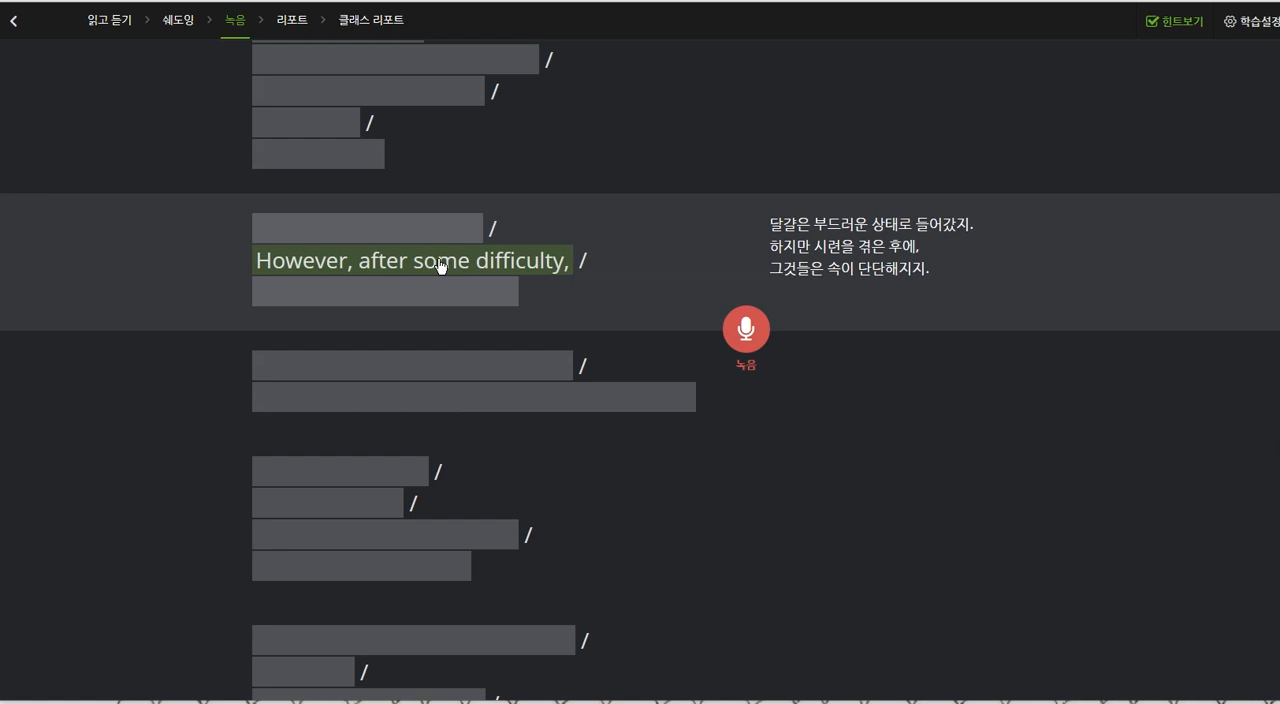 읽고 듣기 > 쉐도잉 > 녹음 > 리포트 > 클래스 리포트
힌트보기
학습설정
/
/
/
/
However, after some difficulty, /
달걀은 부드러운 상태로 들어갔지.
하지만 시련을 겪은 후에,
그것들은 속이 단단해지지.
녹음
/
/
/
/
/
/